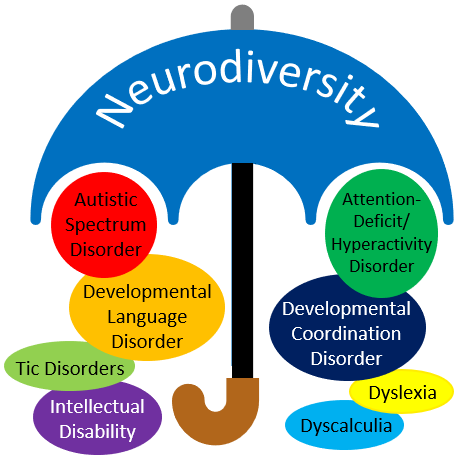 Neurodiversity
Autistic
Spectrum
Disorder
Attention-
Deficit/
Hyperactivity
Disorder
Developmental
Language
Disorder
Developmental
Coordination
Disorder
Tic Disorders
Dyslexia
Intellectual
Disability
Dyscalculia